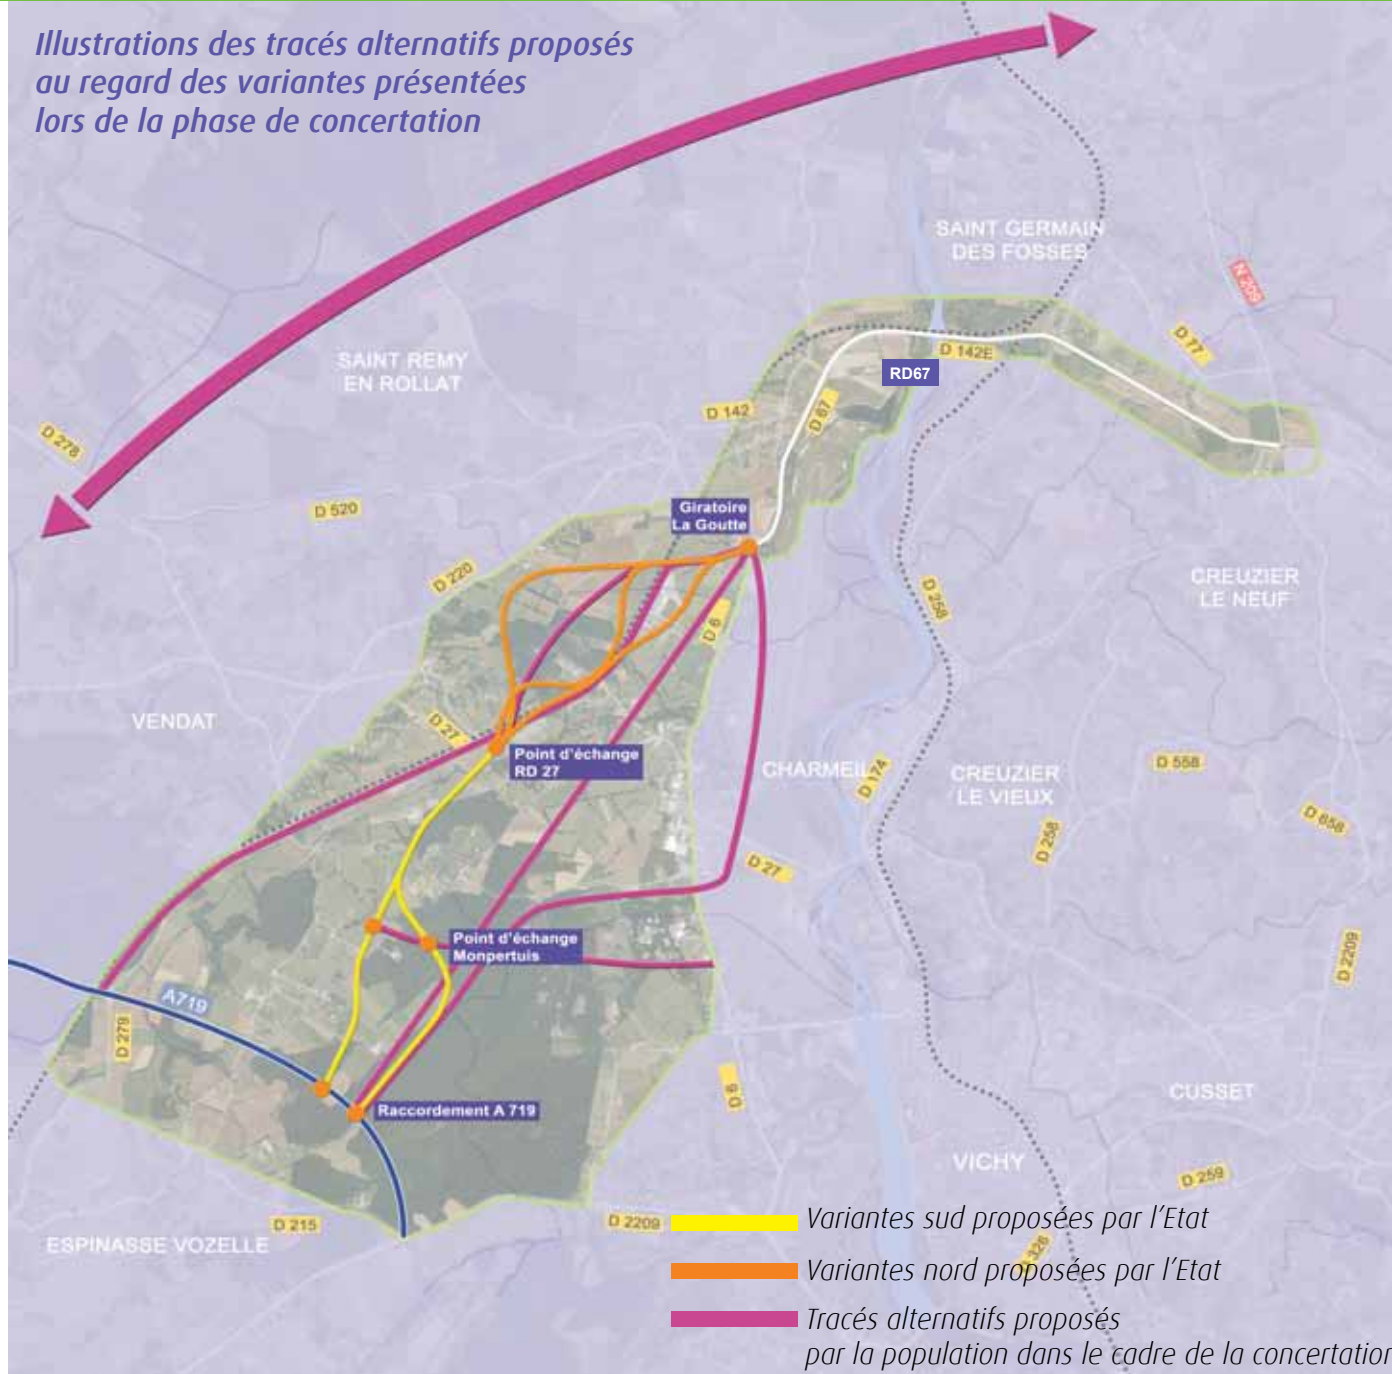 Illustrations des tracés alternatifs proposés
au regard des variantes présentées
lors de la phase de concertation
SAINT GERMAIN
DES FOSSES
N 209
D 77
D 142E
RD67
SAINT REMY
EN ROLLAT
D 142
D 67
D 278
D 520
Giratoire
La Goutte
D 220
D 258
CREUZIER
LE NEUF
D 6
VENDAT
D 27
Point d'échange
RD 27
CHARMEIL
D 174
CREUZIER
LE VIEUX
D 558
D 658
D 258
D 27
Point d'échange
Monpertuis
D 2209
A719
D 279
D 6
CUSSET
Raccordement A 719
VICHY
D 259
D 215
D 2209
ESPINASSE VOZELLE
D 326
Variantes sud proposées par l'Etat
Variantes nord proposées par l'Etat
Tracés alternatifs proposés
par la population dans le cadre de la concertation